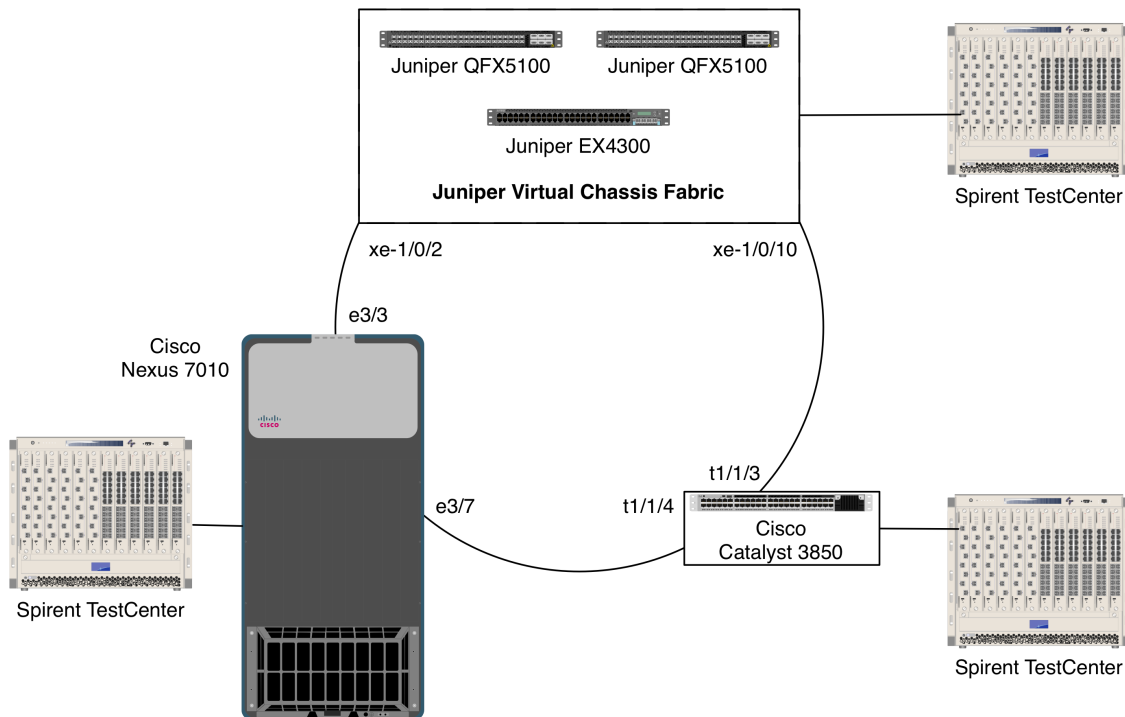 Juniper QFX5100
Juniper QFX5100
Juniper EX4300
Juniper Virtual Chassis Fabric
Spirent TestCenter
xe-1/0/2
xe-1/0/10
e3/3
Cisco
Nexus 7010
CISCO
t1/1/3
e3/7
t1/1/4
Cisco
Catalyst 3850
Spirent TestCenter
Spirent TestCenter